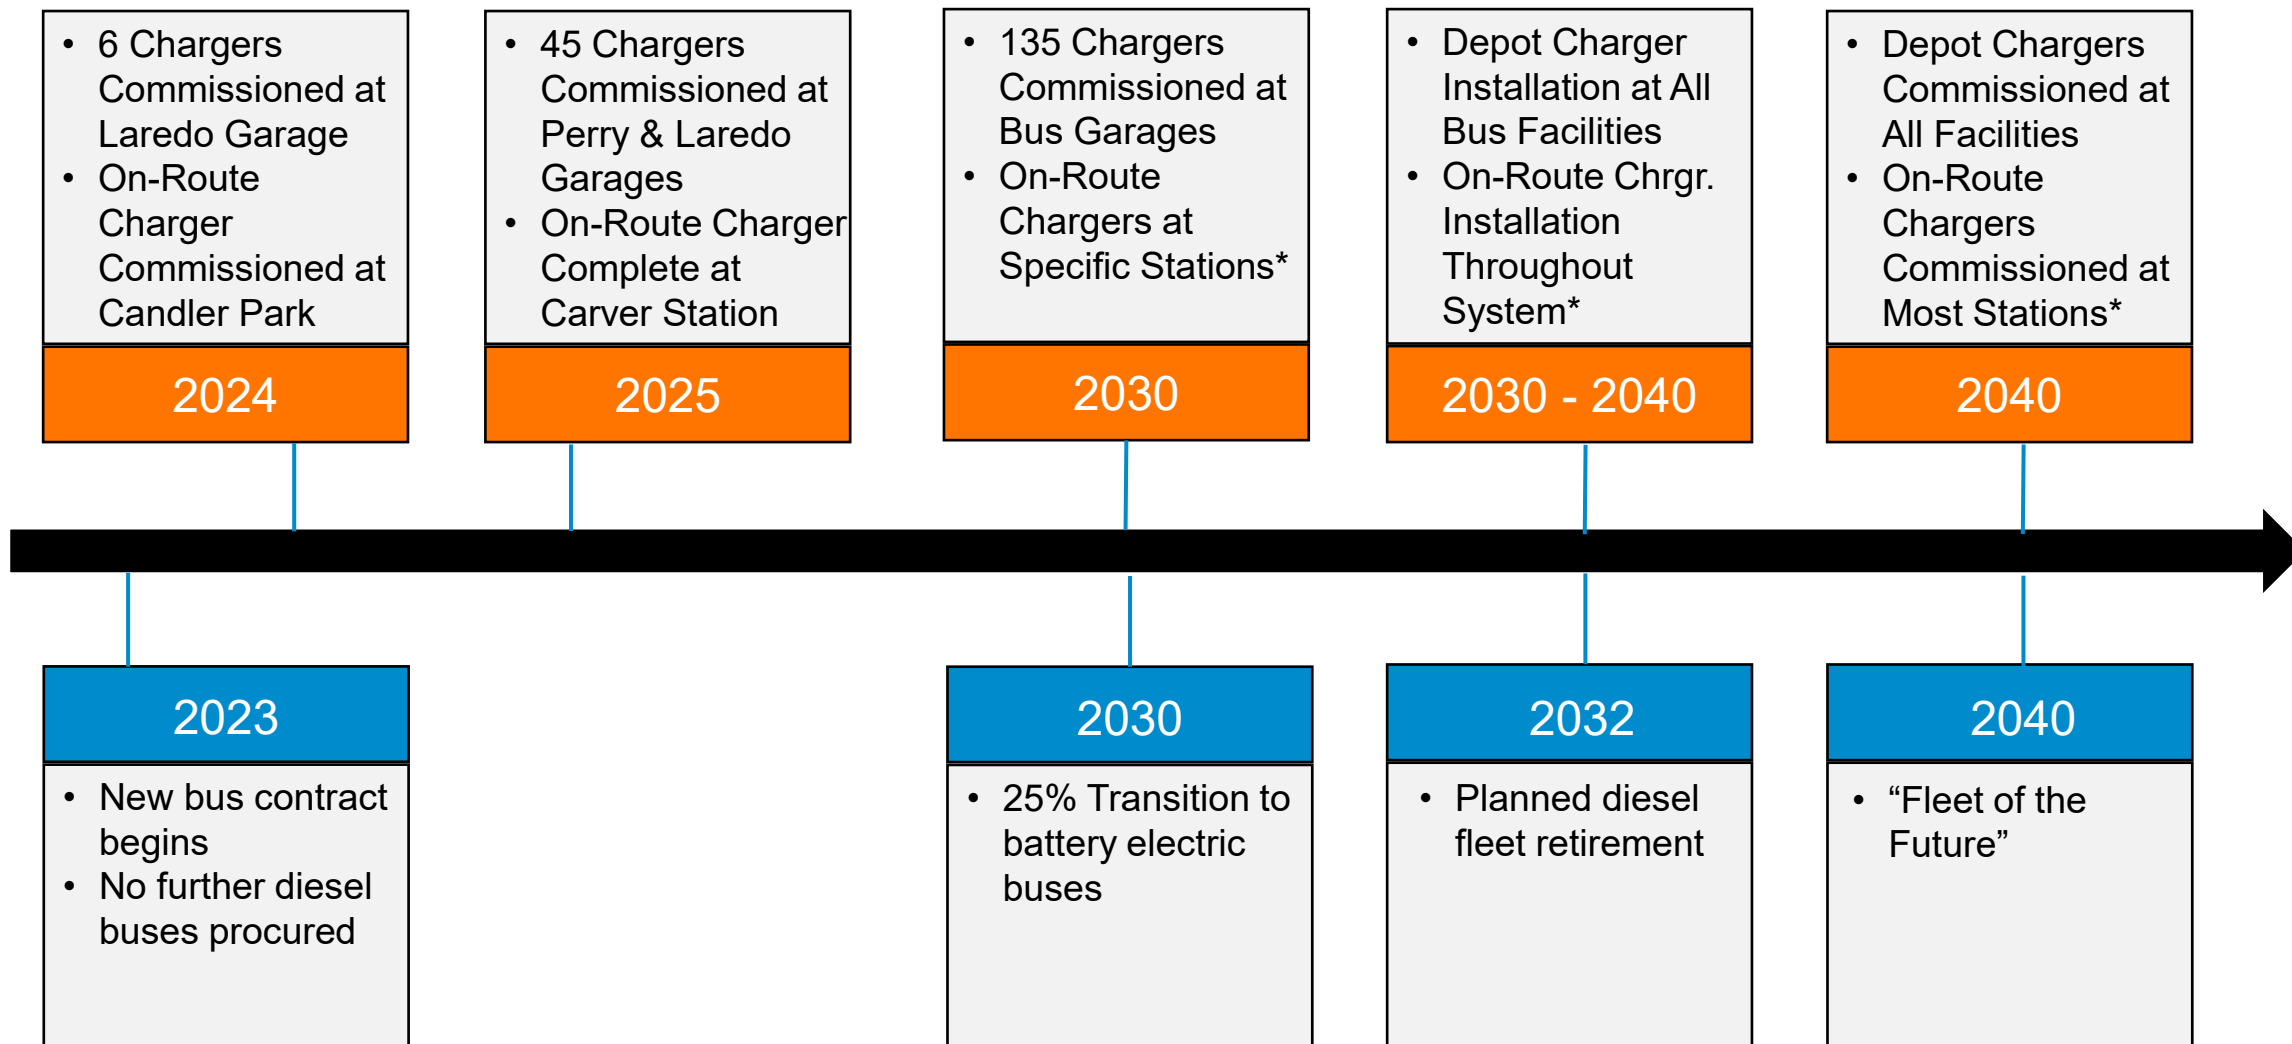 • 6 Chargers
Commissioned at
Laredo Garage
• On-Route
Charger
Commissioned at
Candler Park
2024
• 45 Chargers
Commissioned at
Perry & Laredo
Garages
• On-Route Charger
Complete at
Carver Station
2025
• 135 Chargers
Commissioned at
Bus Garages
• On-Route
Chargers at
Specific Stations*
2030
• Depot Charger
Installation at All
Bus Facilities
• On-Route Chrgr.
Installation
Throughout
System*
2030 - 2040
• Depot Chargers
Commissioned at
All Facilities
• On-Route
Chargers
Commissioned at
Most Stations*
2040
2023
• New bus contract
begins
• No further diesel
buses procured
2030
• 25% Transition to
battery electric
buses
2032
• Planned diesel
fleet retirement
2040
• “Fleet of the
Future”